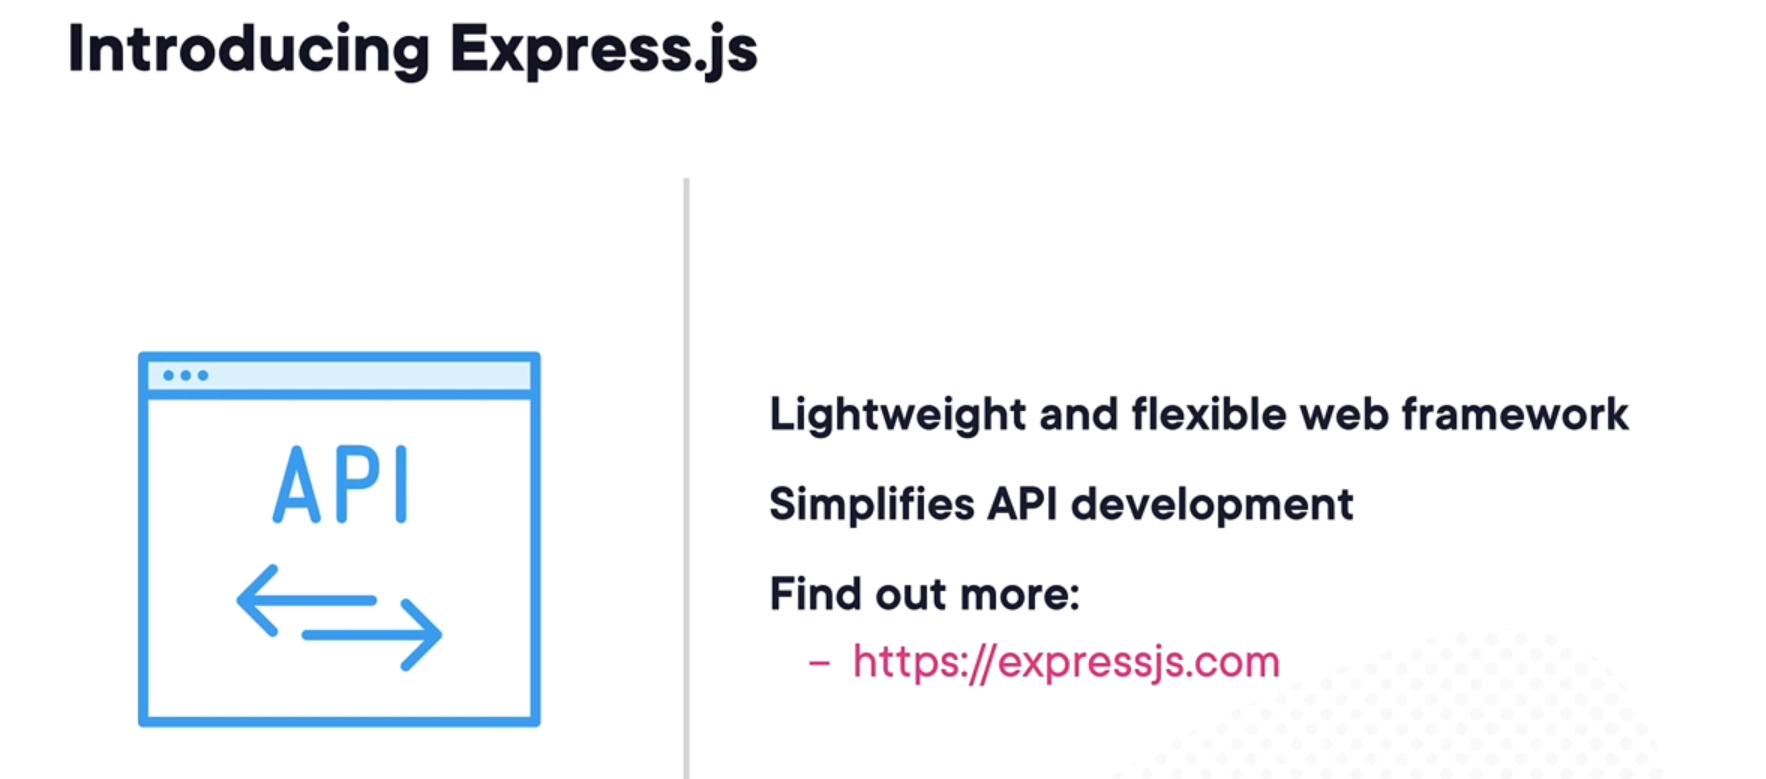 Introducing Express.js
API
Lightweight and flexible web framework
Simplifies API development
Find out more:
– https://expressjs.com